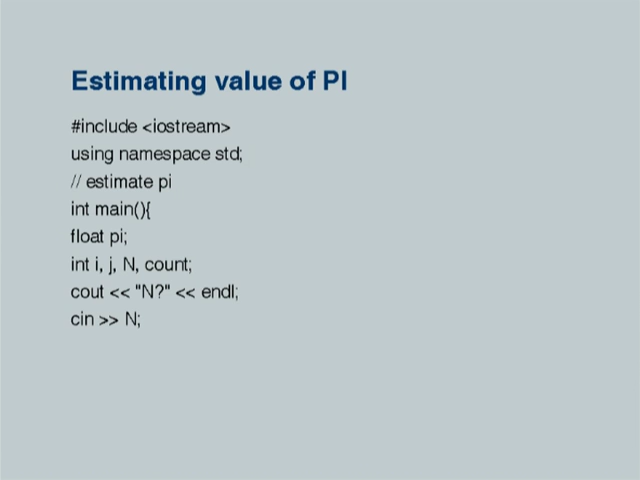 Estimating value of PI
#include <iostream>
using namespace std;
// estimate pi
int main(){
float pi;
int i, j, N, count;
cout << "N?" << endl;
cin >> N;